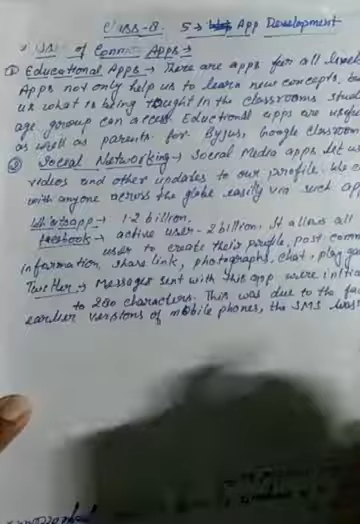 Class-8 5→ App Development
of Common Apps→
① Educational Apps → There are apps for all levels
Apps not only help us to learn new concepts, bu
us what is being taught in the classrooms stud
age group can access. Educational apps are usefu
as well as parents. for Byjus, Google classroom
② Social Networking → Social Media apps let us
videos and other updates to our profile. We c
with anyone across the globe easily via such ap
Whatsapp → 1.2 billion.
facebook → active user - 2 billion, It allows all
user to create their profile, post comm
information, share link, photographs, chat, play ga
Twitter → Messages sent with this app were initia
to 280 characters. This was due to the fac
earlier versions of mobile phones, the SMS was